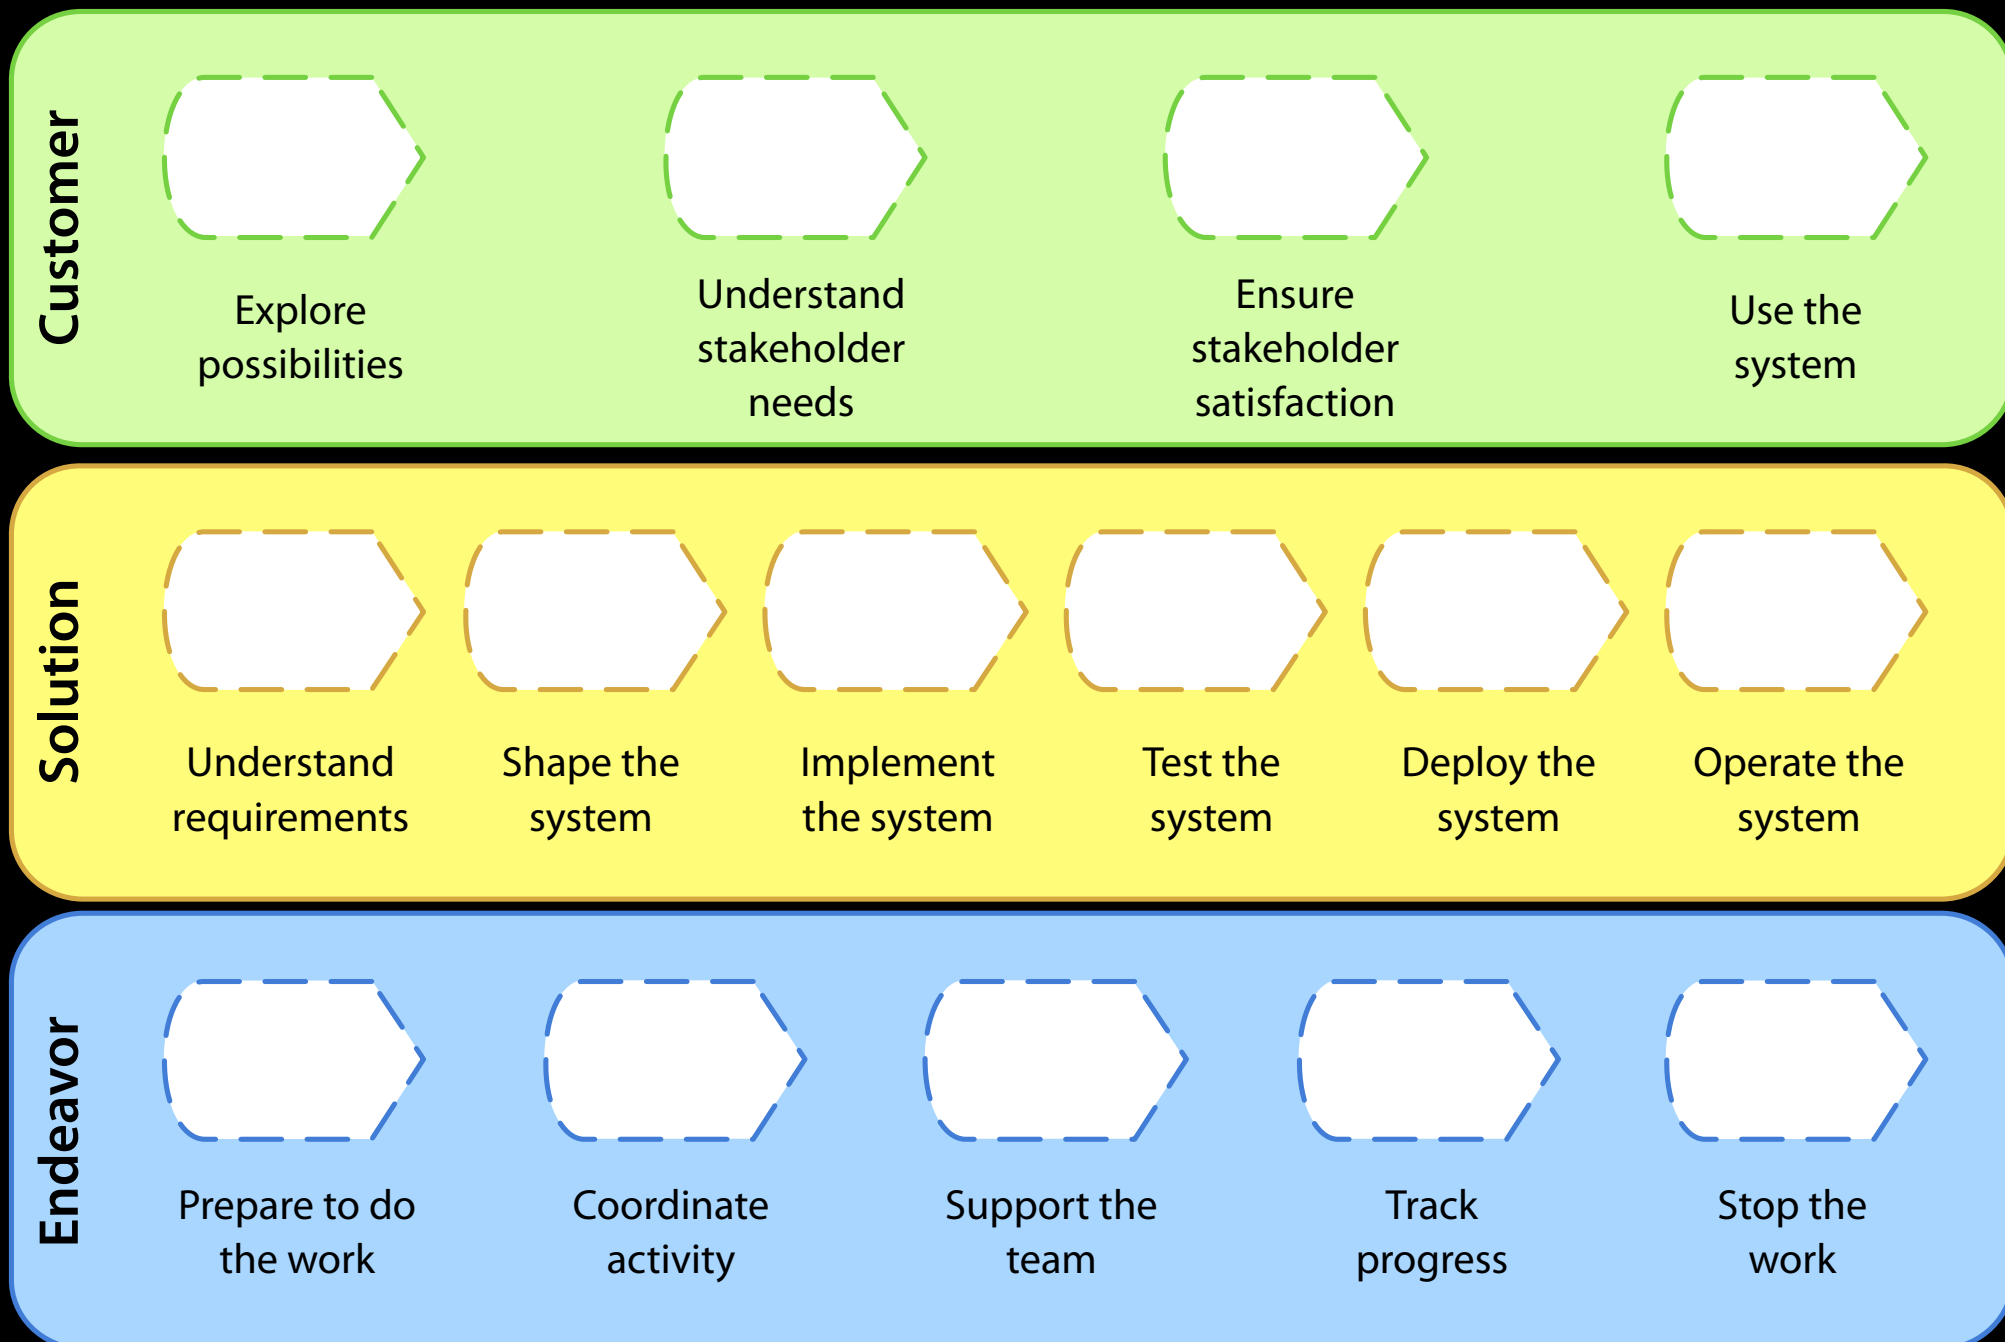 Customer
Explore
possibilities
Understand
stakeholder
needs
Ensure
stakeholder
satisfaction
Use the
system
Solution
Understand
requirements
Shape the
system
Implement
the system
Test the
system
Deploy the
system
Operate the
system
Endeavor
Prepare to do
the work
Coordinate
activity
Support the
team
Track
progress
Stop the
work